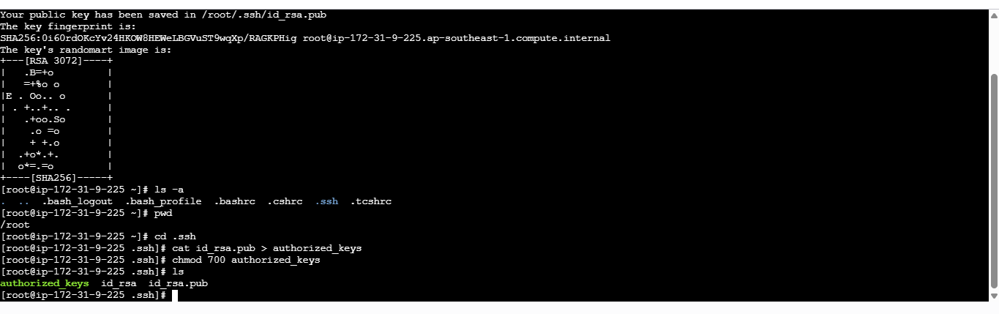 Your public key has been saved in /root/.ssh/id_rsa.pub
The key fingerprint is:
SHA256:0i60rdOKcYv24HKOW8HEWeLBGVuST9wqXp/RAGKPHig root@ip-172-31-9-225.ap-southeast-1.compute.internal
The key's randomart image is:
+---[RSA 3072]----+
|   .B=+o         |
|   =+%o o        |
|E . Oo.. o       |
| . +..+.. .      |
|   .+oo.So       |
|    .o =o        |
|    + +.o        |
|  .+o*.+.        |
|  o*=.=o         |
+----[SHA256]-----+
[root@ip-172-31-9-225 ~]# ls -a
.  ..  .bash_logout  .bash_profile  .bashrc  .cshrc  .ssh  .tcshrc
[root@ip-172-31-9-225 ~]# pwd
/root
[root@ip-172-31-9-225 ~]# cd .ssh
[root@ip-172-31-9-225 .ssh]# cat id_rsa.pub > authorized_keys
[root@ip-172-31-9-225 .ssh]# chmod 700 authorized_keys
[root@ip-172-31-9-225 .ssh]# ls
authorized_keys  id_rsa  id_rsa.pub
[root@ip-172-31-9-225 .ssh]#